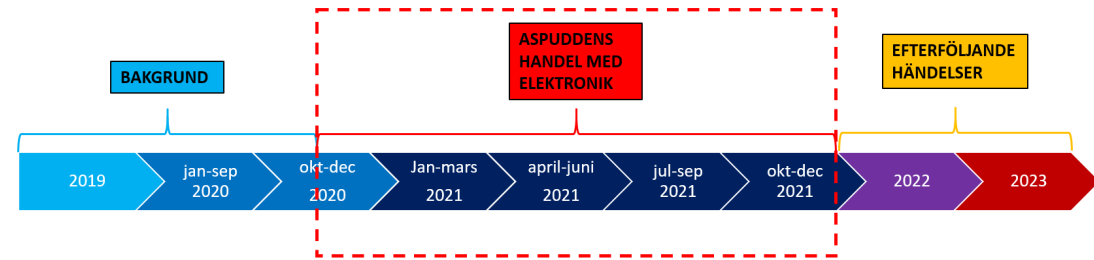 BAKGRUND
ASPUDDENS
HANDEL MED
ELEKTRONIK
EFTERFÖLJANDE
HÄNDELSER
2019
jan-sep
2020
okt-dec
2020
Jan-mars
2021
april-juni
2021
jul-sep
2021
okt-dec
2021
2022
2023